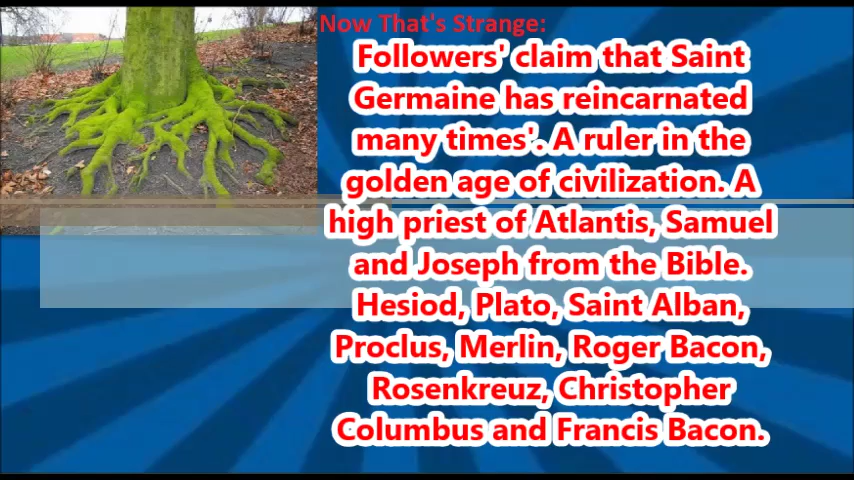 Now That's Strange:
Followers' claim that Saint
Germaine has reincarnated
many times'. A ruler in the
golden age of civilization. A
high priest of Atlantis, Samuel
and Joseph from the Bible.
Hesiod, Plato, Saint Alban,
Proclus, Merlin, Roger Bacon,
Rosenkreuz, Christopher
Columbus and Francis Bacon.